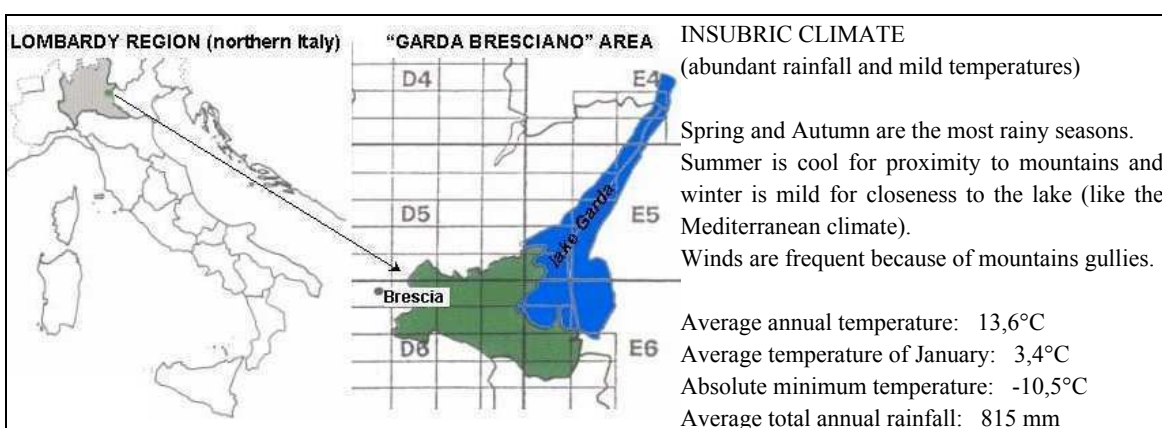 LOMBARDY REGION (northern Italy)
"GARDA BRESCIANO" AREA
D4
E4
D5
E5
lake Garda
Brescia
D6
E6
INSUBRIC CLIMATE
(abundant rainfall and mild temperatures)
Spring and Autumn are the most rainy seasons.
Summer is cool for proximity to mountains and
winter is mild for closeness to the lake (like the
Mediterranean climate).
Winds are frequent because of mountains gullies.
Average annual temperature: 13,6°C
Average temperature of January: 3,4°C
Absolute minimum temperature: -10,5°C
Average total annual rainfall: 815 mm